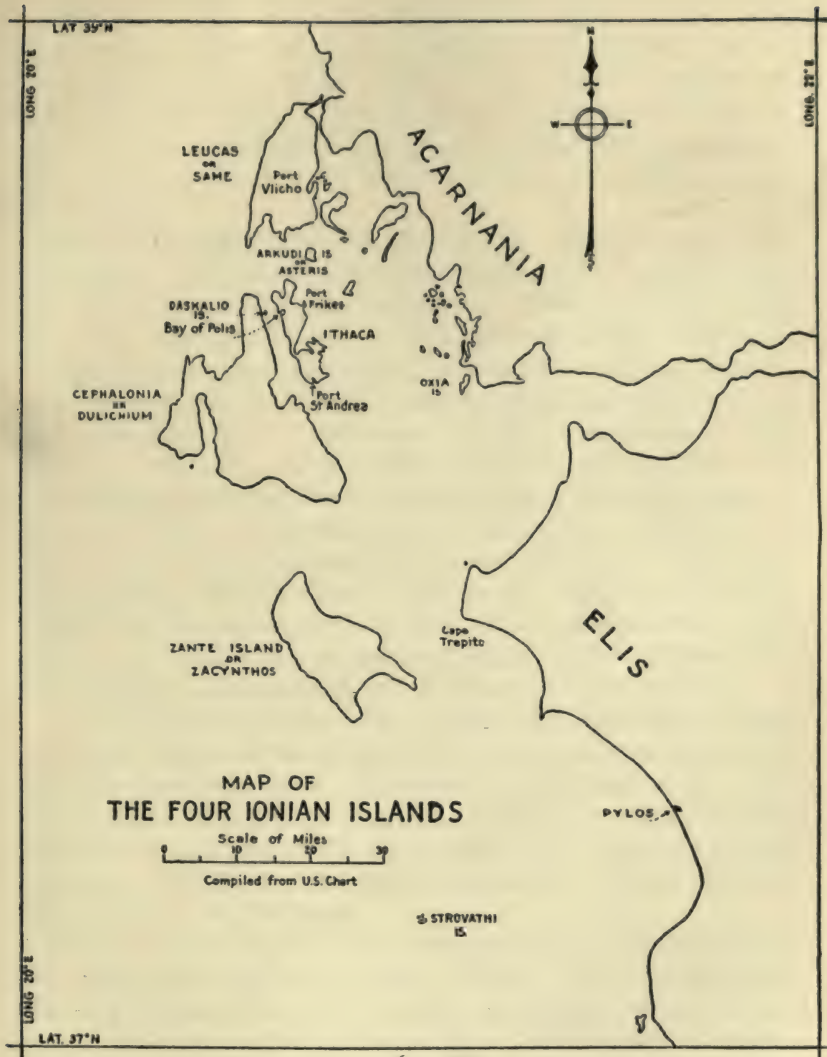 LAT 39°N
LONG 20°E
LONG 22°E
N
W
E
S
ACARNANIA
LEUCAS
OR
SAME
Port
Vlicho
ARKUDI IS
OR
ASTERIS
DASKALIO
IS.
Bay of Polis
Port
Frikes
ITHACA
CEPHALONIA
OR
DULICHIUM
Port
St Andrea
OXIA
IS
ZANTE ISLAND
OR
ZACYNTHOS
Cape
Trepito
ELIS
MAP OF
THE FOUR IONIAN ISLANDS
Scale of Miles
0 10 20 30
Compiled from U.S. Chart
PYLOS
STROVATHI
IS.
LONG 20°E
LAT. 37°N